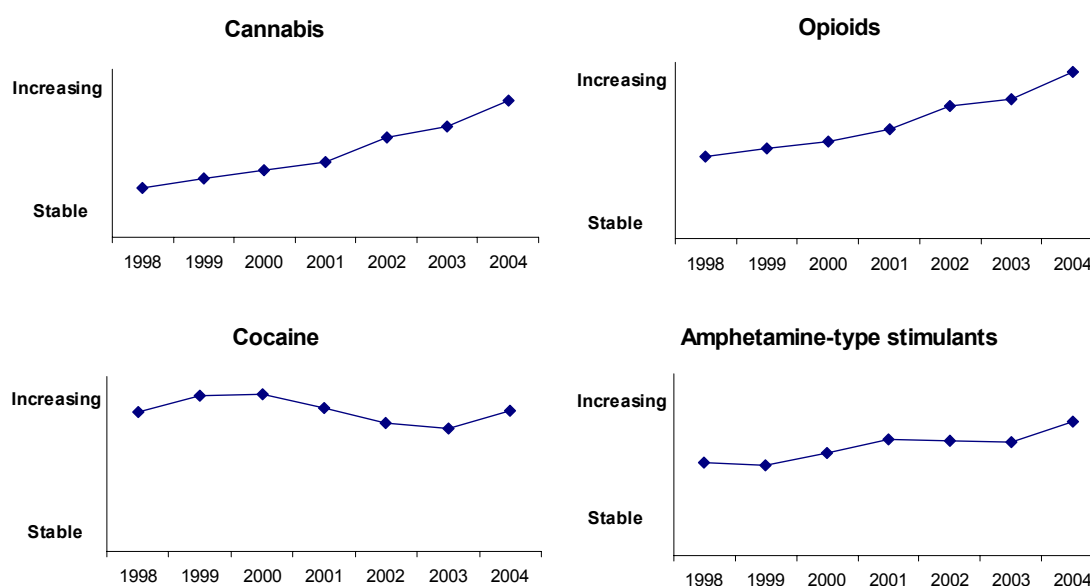 Cannabis
Increasing
Stable
1998 1999 2000 2001 2002 2003 2004
Opioids
Increasing
Stable
1998 1999 2000 2001 2002 2003 2004
Cocaine
Increasing
Stable
1998 1999 2000 2001 2002 2003 2004
Amphetamine-type stimulants
Increasing
Stable
1998 1999 2000 2001 2002 2003 2004